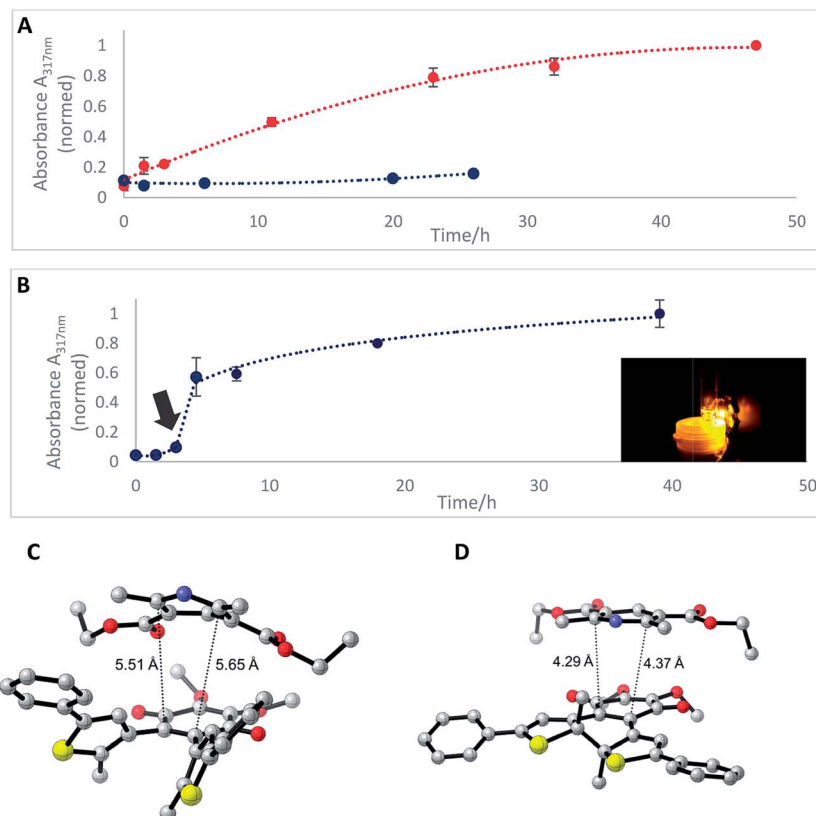 A
Absorbance A317nm
(normed)
1
0.8
0.6
0.4
0.2
0
0 10 20 30 40 50
Time/h
B
Absorbance A317nm
(normed)
1
0.8
0.6
0.4
0.2
0
0 10 20 30 40 50
Time/h
C
5.51 Å
5.65 Å
D
4.29 Å
4.37 Å